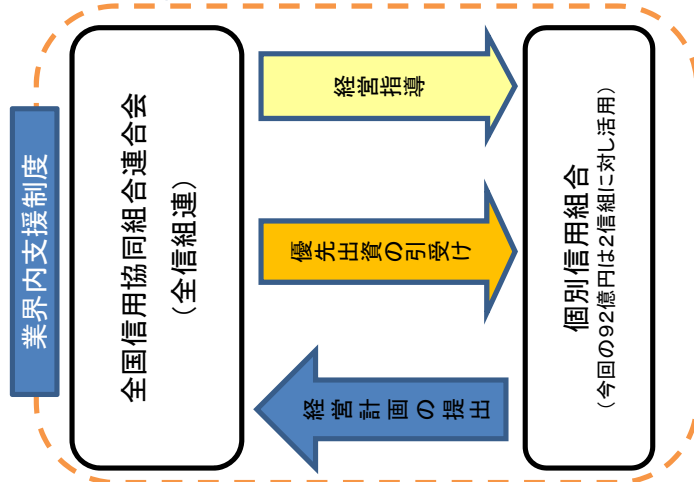 業界内支援制度
全国信用協同組合連合会
（全信組連）
経営指導
優先出資の引受け
経営計画の提出
個別信用組合
（今回の９２億円は２信組に対し活用）